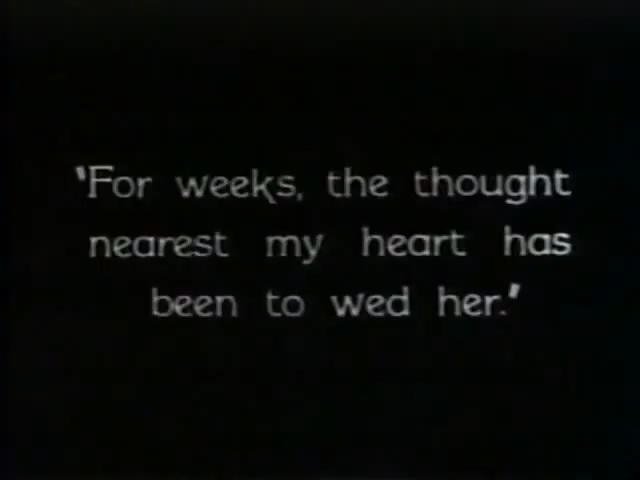 'For weeks, the thought
nearest my heart has
been to wed her.'